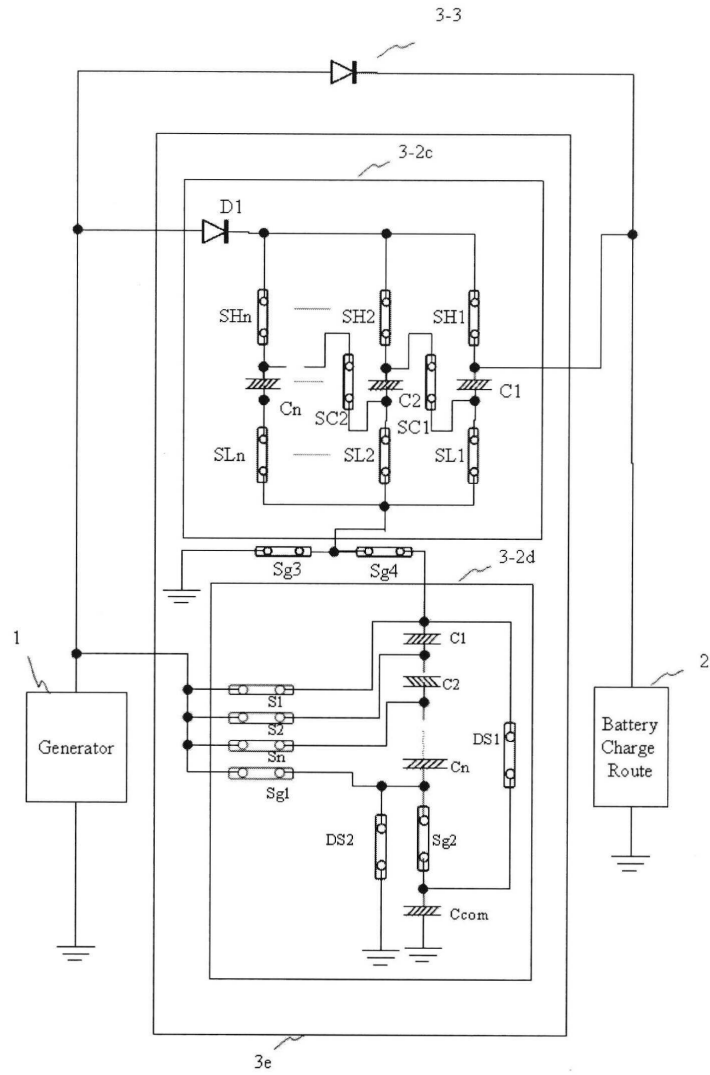 3-3
3-2c
D1
SHn
SH2
SH1
Cn
SC2
C2
SC1
C1
SLn
SL2
SL1
Sg3
Sg4
3-2d
1
Generator
S1
S2
Sn
Sg1
C1
C2
Cn
DS1
DS2
Sg2
Ccom
2
Battery
Charge
Route
3e